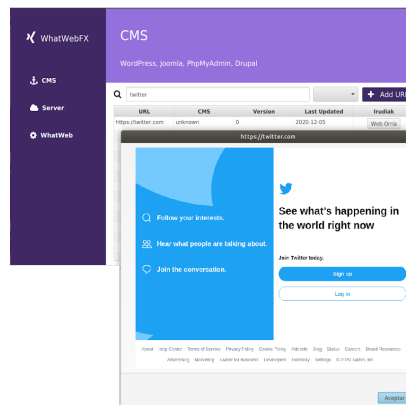 WhatWebFX
CMS
Server
WhatWeb
CMS
WordPress, Joomla, PhpMyAdmin, Drupal
twitter
+ Add URL
URL CMS Version Last Updated Irudiak
https://twitter.com unknown 0 2020-12-05 Web Orria
https://twitter.com
Follow your interests.
Hear what people are talking about.
Join the conversation.
See what's happening in
the world right now
Join Twitter today.
Sign up
Log in
About Help Center Terms of Service Privacy Policy Cookie Policy Ads info Blog Status Careers Brand Resources
Advertising Marketing Twitter for Business Developers Directory Settings © 2020 Twitter, Inc.
Aceptar